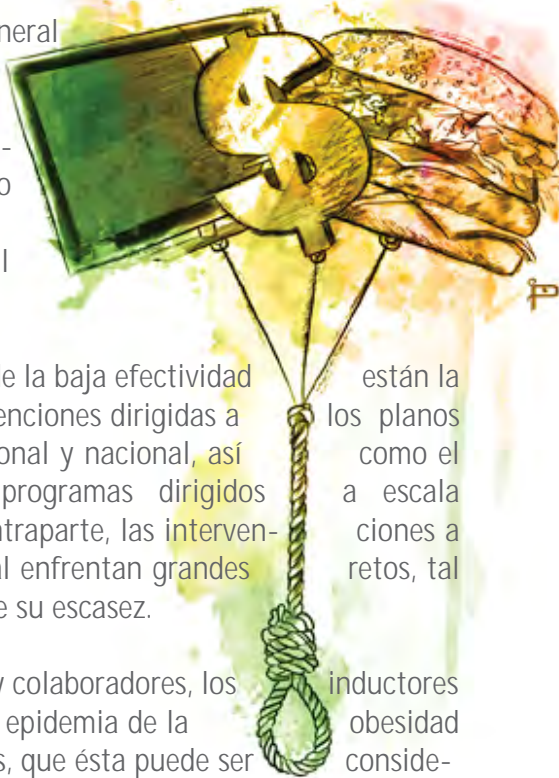 neral
-
o
l
e la baja efectividad están la
enciones dirigidas a los planos
onal y nacional, así como el
programas dirigidos a escala
ntraparte, las interven- ciones a
al enfrentan grandes retos, tal
e su escasez.
y colaboradores, los inductores
epidemia de la obesidad
s, que ésta puede ser conside-